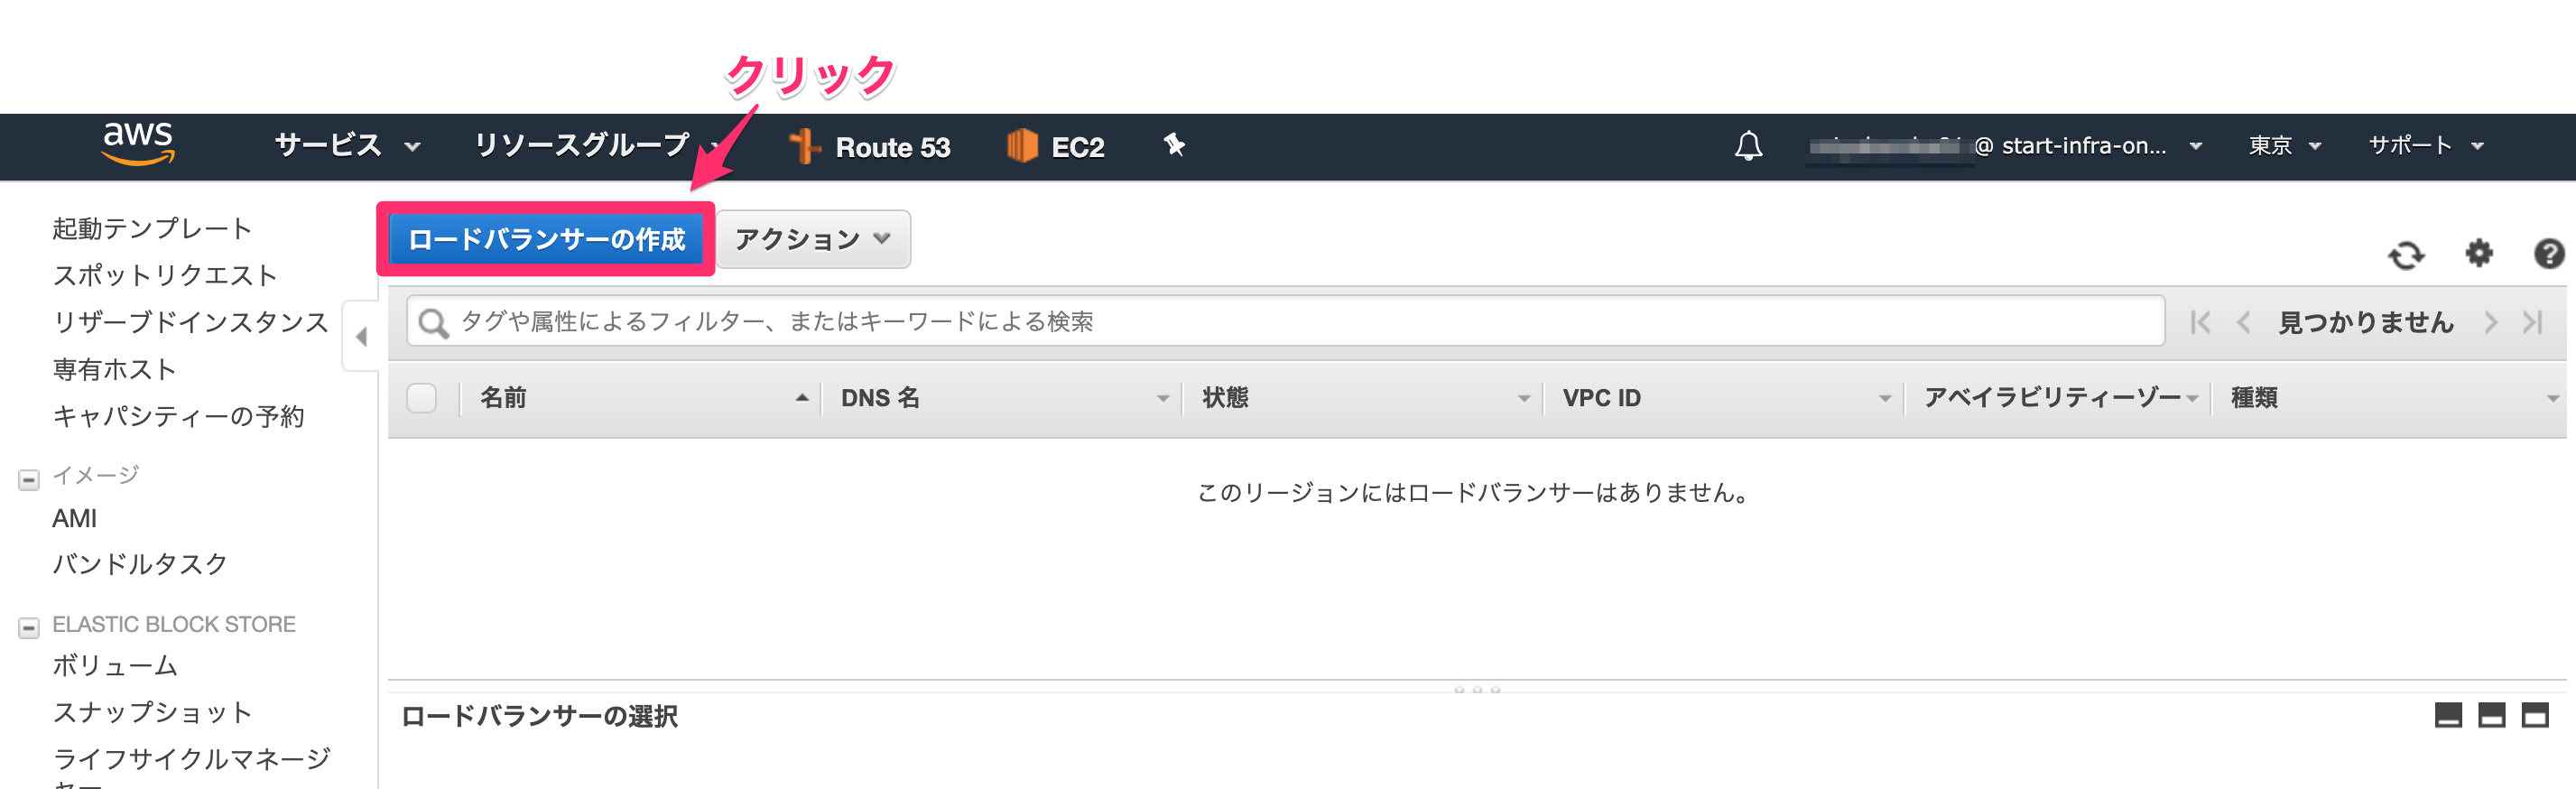 クリック
aws サービス リソースグループ Route 53 EC2 @ start-infra-on... 東京 サポート
起動テンプレート
スポットリクエスト
リザーブドインスタンス
専有ホスト
キャパシティーの予約
イメージ
AMI
バンドルタスク
ELASTIC BLOCK STORE
ボリューム
スナップショット
ライフサイクルマネージ
ャー
ロードバランサーの作成 アクション
タグや属性によるフィルター、またはキーワードによる検索 見つかりません
名前 DNS 名 状態 VPC ID アベイラビリティーゾー 種類
このリージョンにはロードバランサーはありません。
ロードバランサーの選択